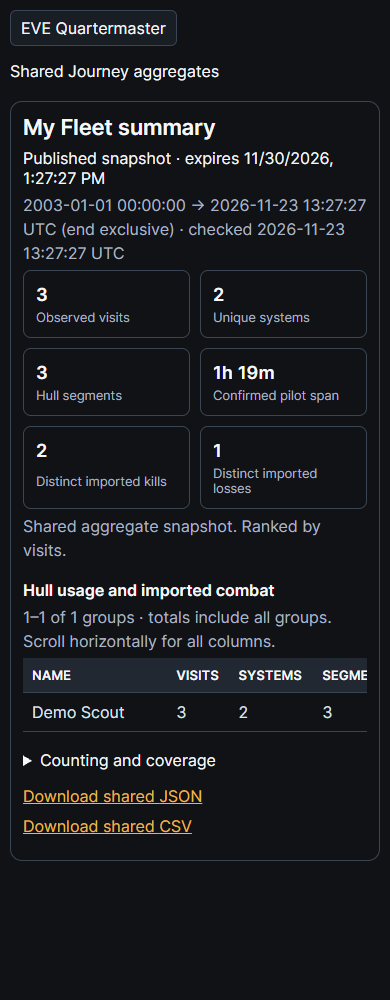 EVE Quartermaster
Shared Journey aggregates
My Fleet summary
Published snapshot · expires 11/30/2026,
1:27:27 PM
2003-01-01 00:00:00 → 2026-11-23 13:27:27
UTC (end exclusive) · checked 2026-11-23
13:27:27 UTC
3
Observed visits
2
Unique systems
3
Hull segments
1h 19m
Confirmed pilot span
2
Distinct imported kills
1
Distinct imported
losses
Shared aggregate snapshot. Ranked by
visits.
Hull usage and imported combat
1–1 of 1 groups · totals include all groups.
Scroll horizontally for all columns.
NAME VISITS SYSTEMS SEGME
Demo Scout 3 2 3
Counting and coverage
Download shared JSON
Download shared CSV